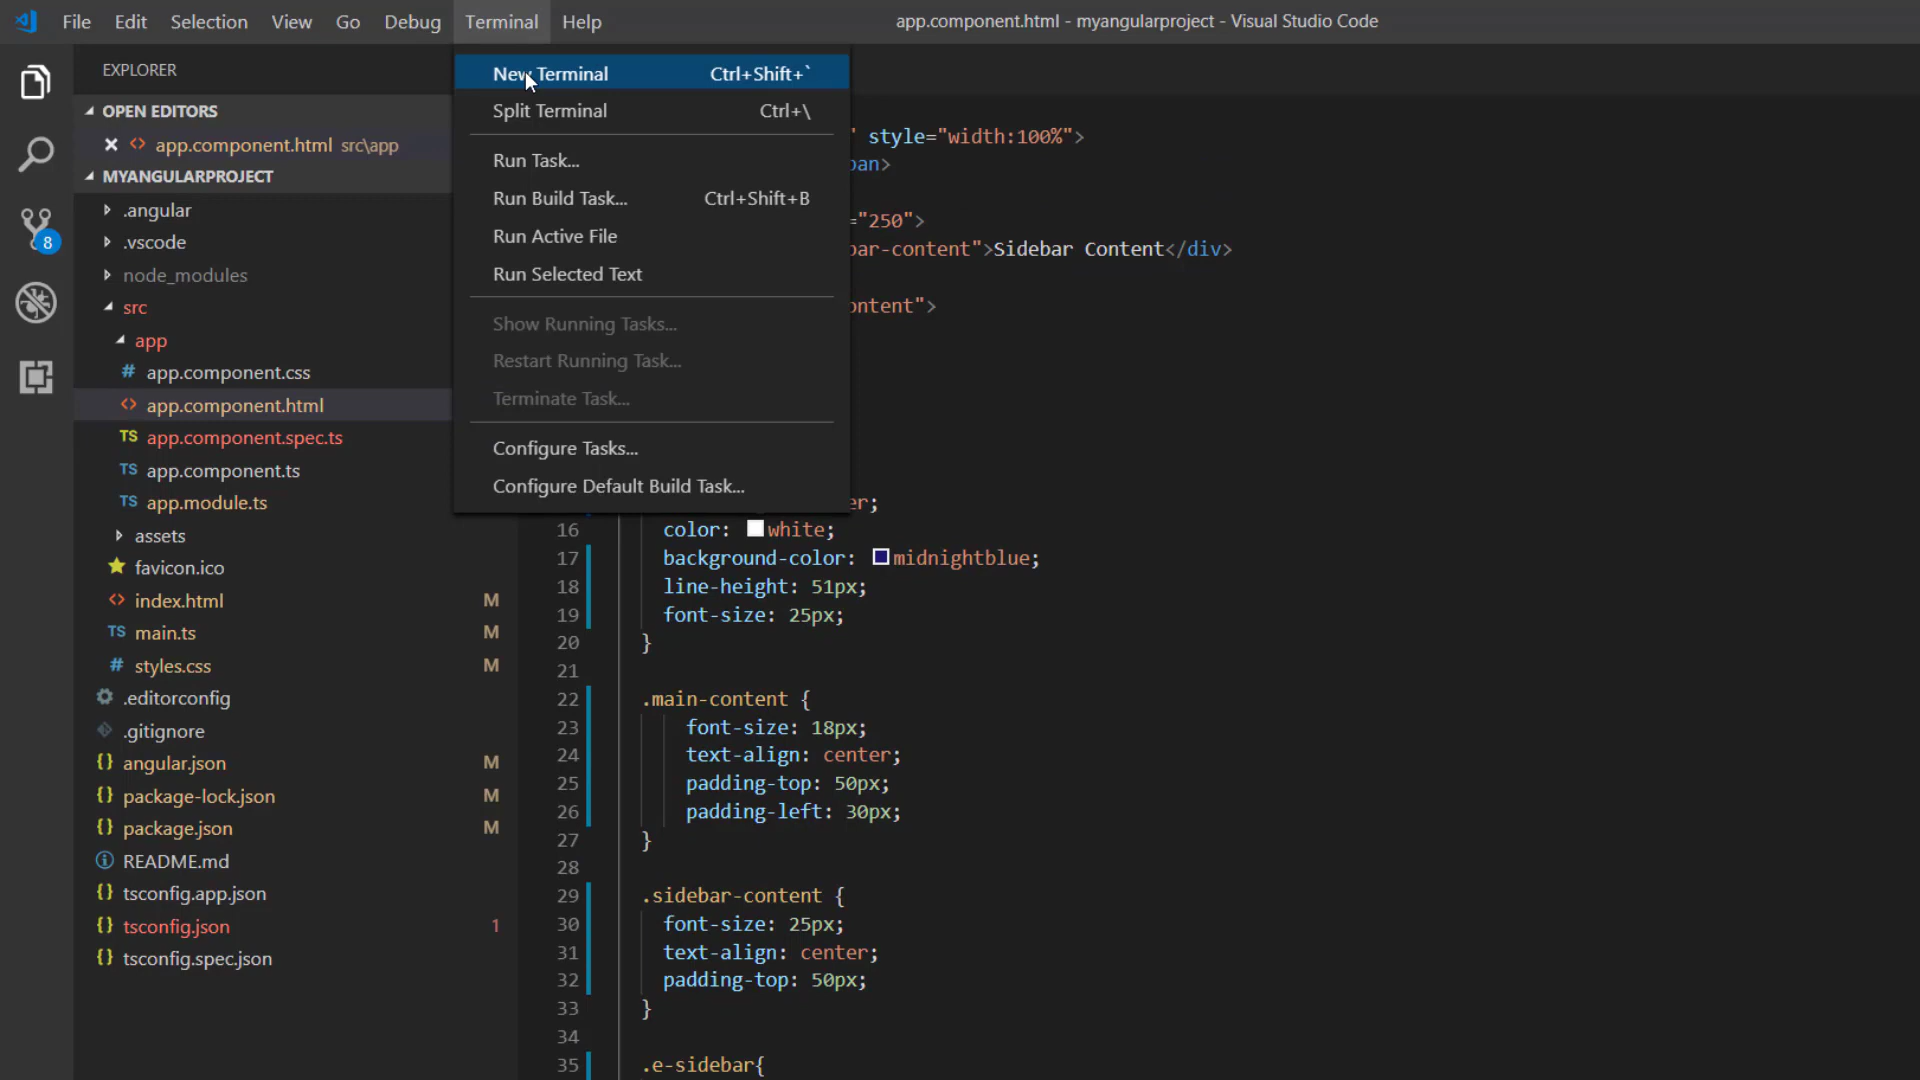 File Edit Selection View Go Debug Terminal Help
app.component.html - myangularproject - Visual Studio Code
EXPLORER
OPEN EDITORS
app.component.html src\app
MYANGULARPROJECT
.angular
.vscode
node_modules
src
app
# app.component.css
<> app.component.html
TS app.component.spec.ts
TS app.component.ts
TS app.module.ts
assets
favicon.ico
<> index.html M
TS main.ts M
# styles.css M
.editorconfig
.gitignore
{} angular.json M
{} package-lock.json M
{} package.json M
README.md
{} tsconfig.app.json
{} tsconfig.json 1
{} tsconfig.spec.json
8
New Terminal Ctrl+Shift+`
Split Terminal Ctrl+\
Run Task...
Run Build Task... Ctrl+Shift+B
Run Active File
Run Selected Text
Show Running Tasks...
Restart Running Task...
Terminate Task...
Configure Tasks...
Configure Default Build Task...
" style="width:100%">
pan>
="250">
bar-content">Sidebar Content</div>
ontent">
er;
16 color: white;
17 background-color: midnightblue;
18 line-height: 51px;
19 font-size: 25px;
20 }
21
22 .main-content {
23 font-size: 18px;
24 text-align: center;
25 padding-top: 50px;
26 padding-left: 30px;
27 }
28
29 .sidebar-content {
30 font-size: 25px;
31 text-align: center;
32 padding-top: 50px;
33 }
34
35 .e-sidebar{